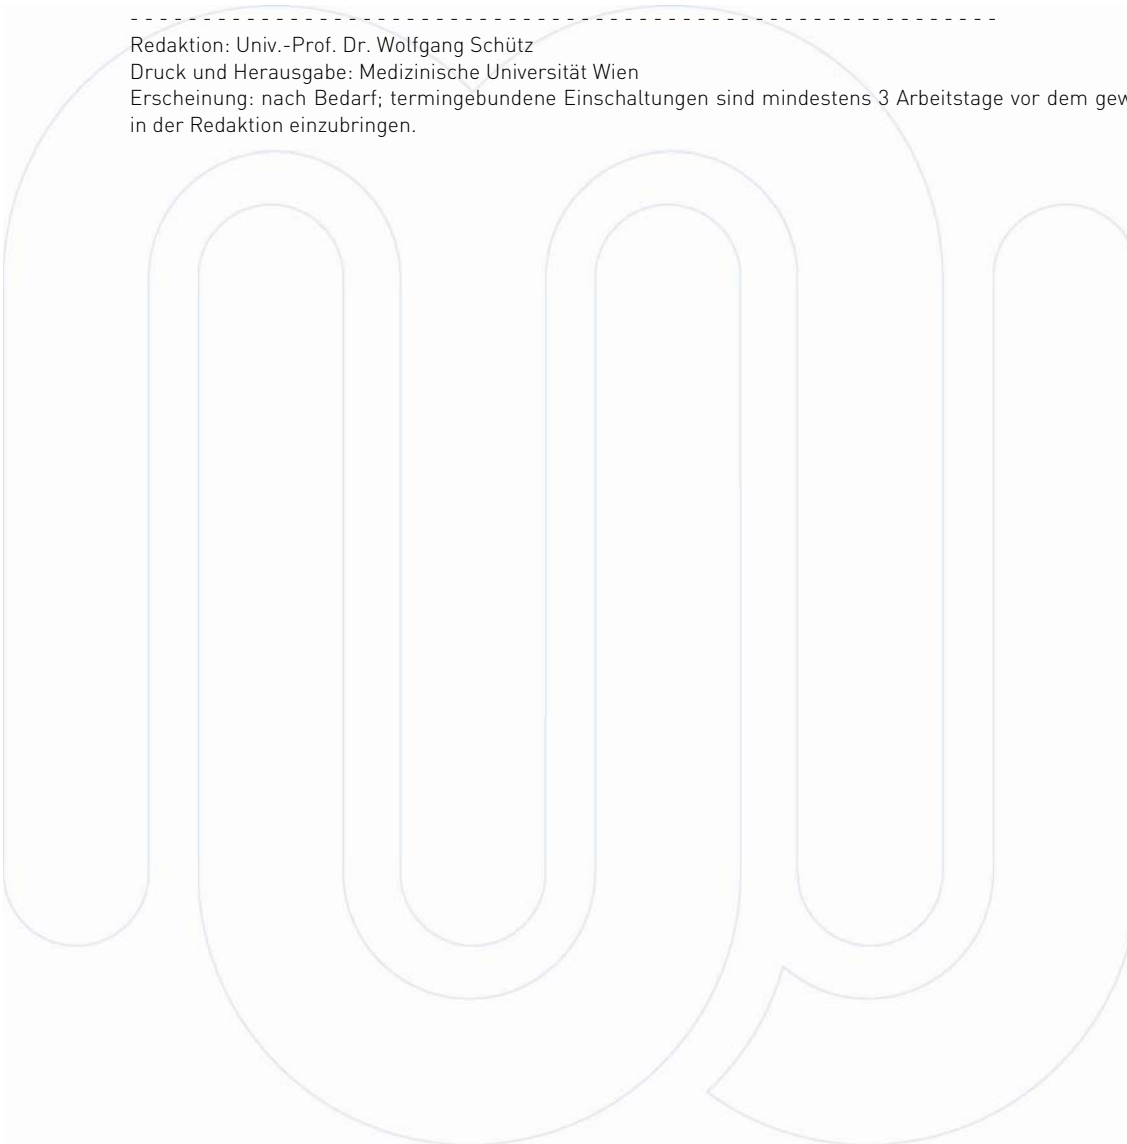 Redaktion: Univ.-Prof. Dr. Wolfgang Schütz
Druck und Herausgabe: Medizinische Universität Wien
Erscheinung: nach Bedarf; termingebundene Einschaltungen sind mindestens 3 Arbeitstage vor dem
in der Redaktion einzubringen.